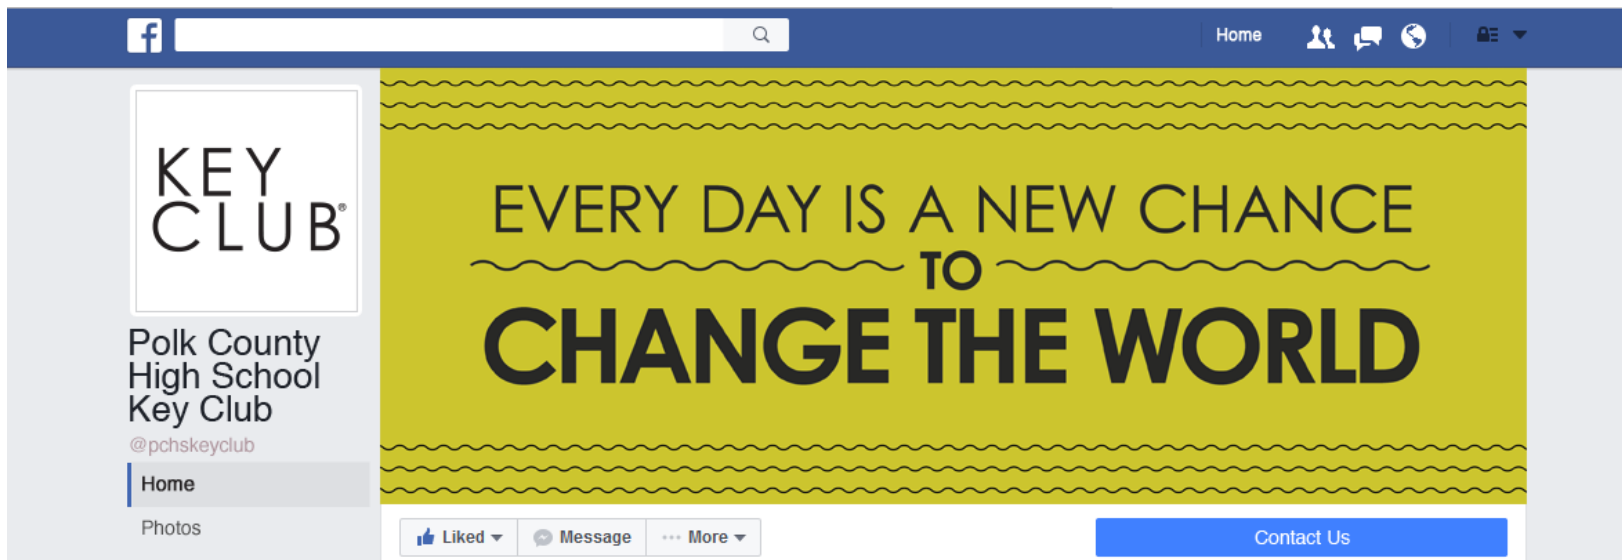 f
Home
KEY
CLUB®
Polk County
High School
Key Club
@pchskeyclub
Home
Photos
EVERY DAY IS A NEW CHANCE
TO
CHANGE THE WORLD
Liked
Message
More
Contact Us